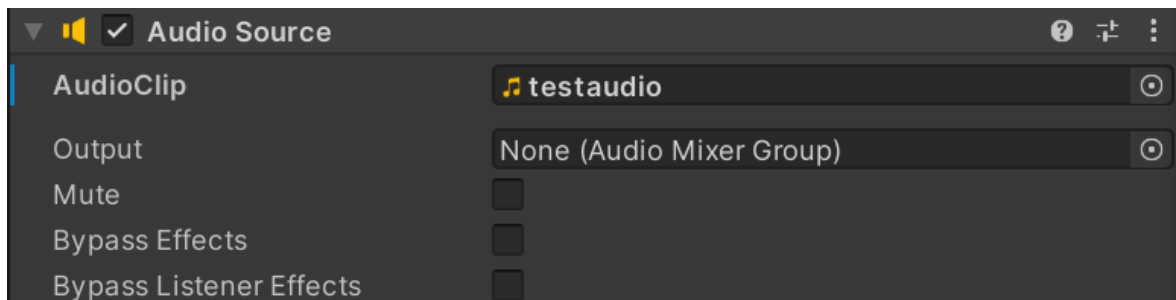 Audio Source
AudioClip testaudio
Output None (Audio Mixer Group)
Mute
Bypass Effects
Bypass Listener Effects